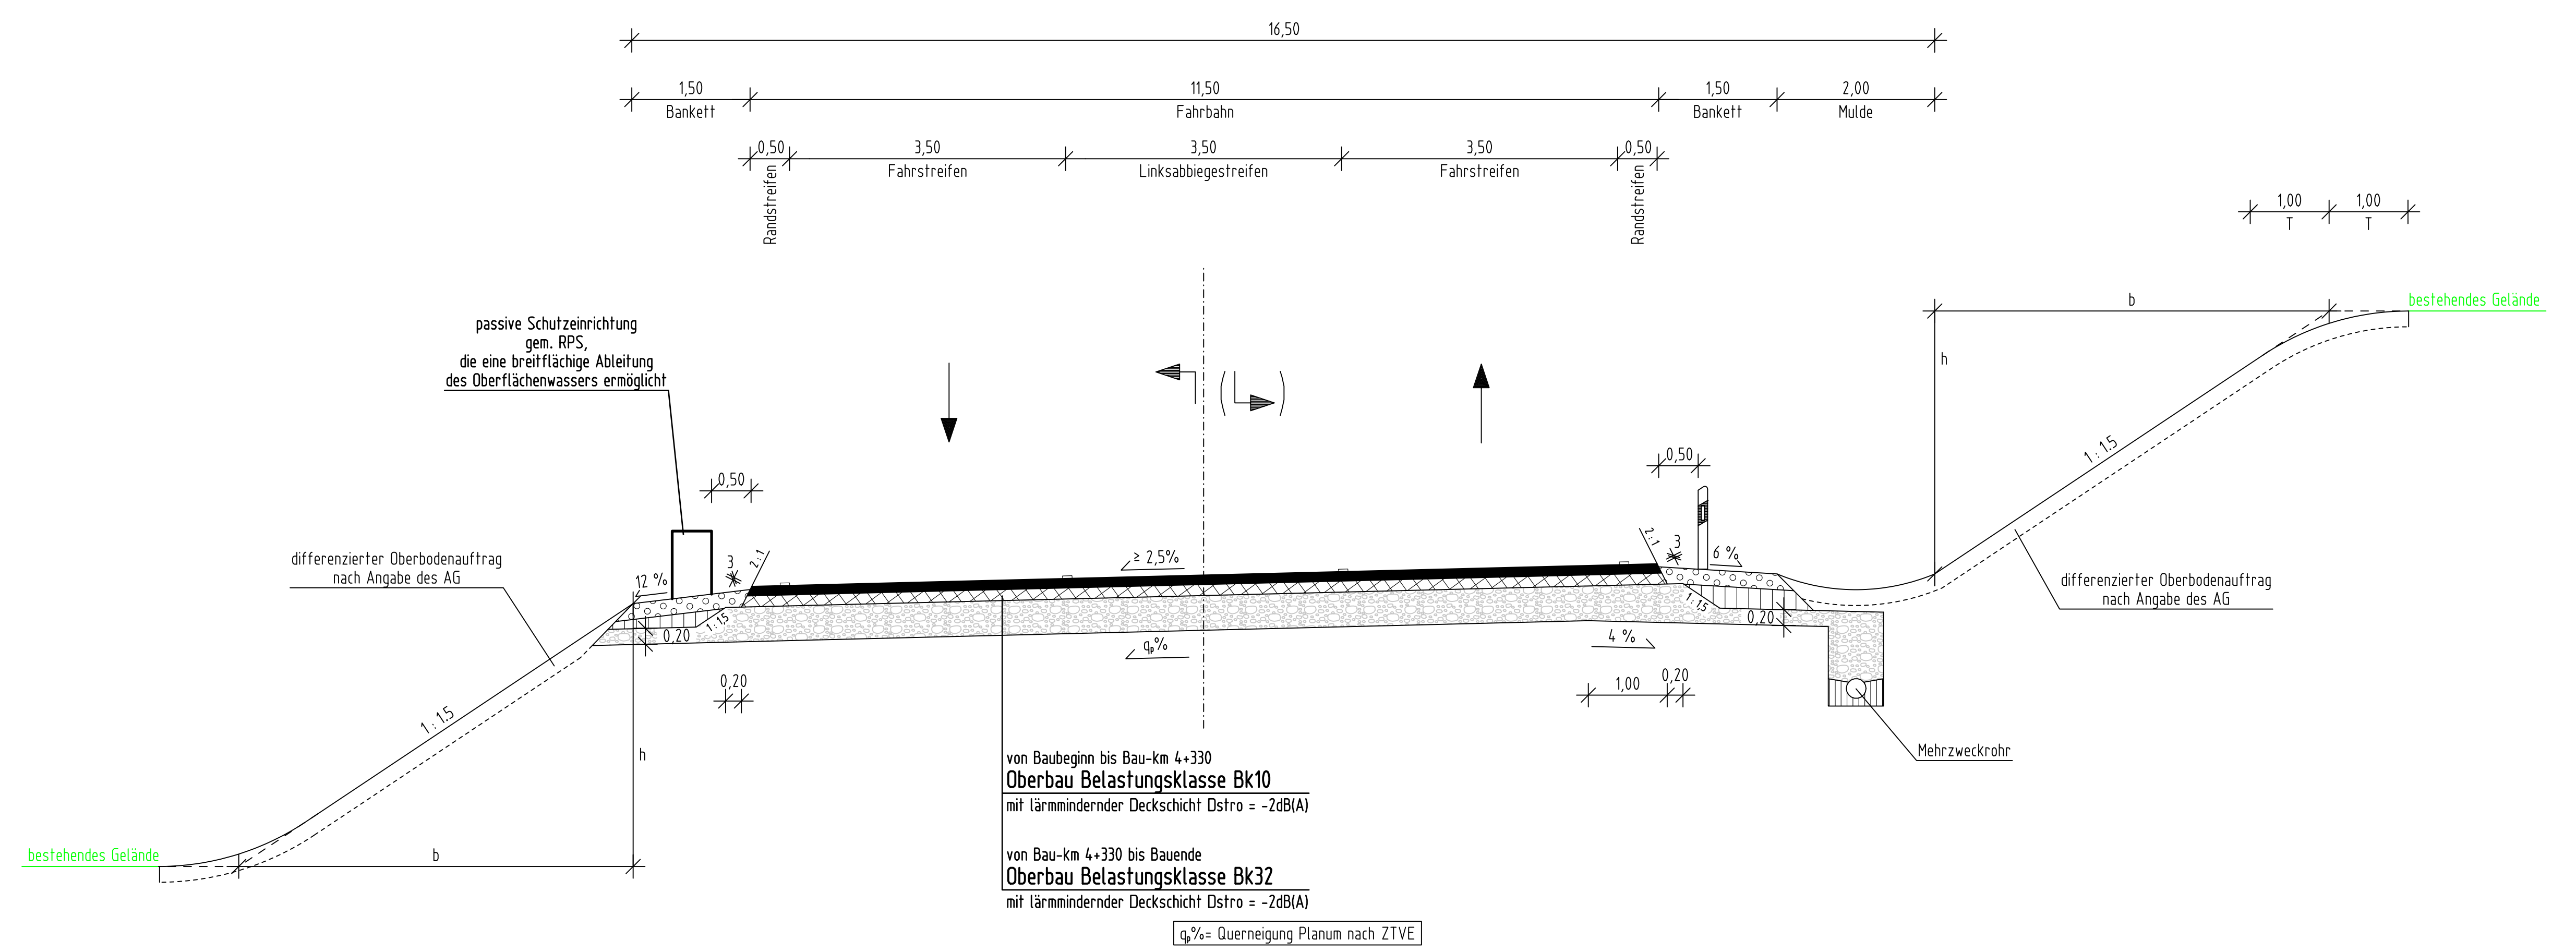 16,50
1,50 11,50 1,50 2,00
Bankett Fahrbahn Bankett Mulde
0,50 3,50 3,50 3,50 0,50
Randstreifen Fahrstreifen Linksabbiegestreifen Fahrstreifen Randstreifen
1,00 1,00
T T
b
bestehendes Gelände
h
passive Schutzeinrichtung
gem. RPS,
die eine breitflächige Ableitung
des Oberflächenwassers ermöglicht
1 : 1.5
0,50
0,50
differenzierter Oberbodenauftrag
nach Angabe des AG
12 %
3
2:1
≥ 2,5%
2:1
3
6 %
differenzierter Oberbodenauftrag
nach Angabe des AG
0,20
1:1.5
qp%
4 %
1:1.5
0,20
0,20
1,00
0,20
1 : 1.5
h
Mehrzweckrohr
von Baubeginn bis Bau-km 4+330
Oberbau Belastungsklasse Bk10
mit lärmmindernder Deckschicht Dstro = -2dB(A)
von Bau-km 4+330 bis Bauende
Oberbau Belastungsklasse Bk32
mit lärmmindernder Deckschicht Dstro = -2dB(A)
bestehendes Gelände
b
qp%= Querneigung Planum nach ZTVE